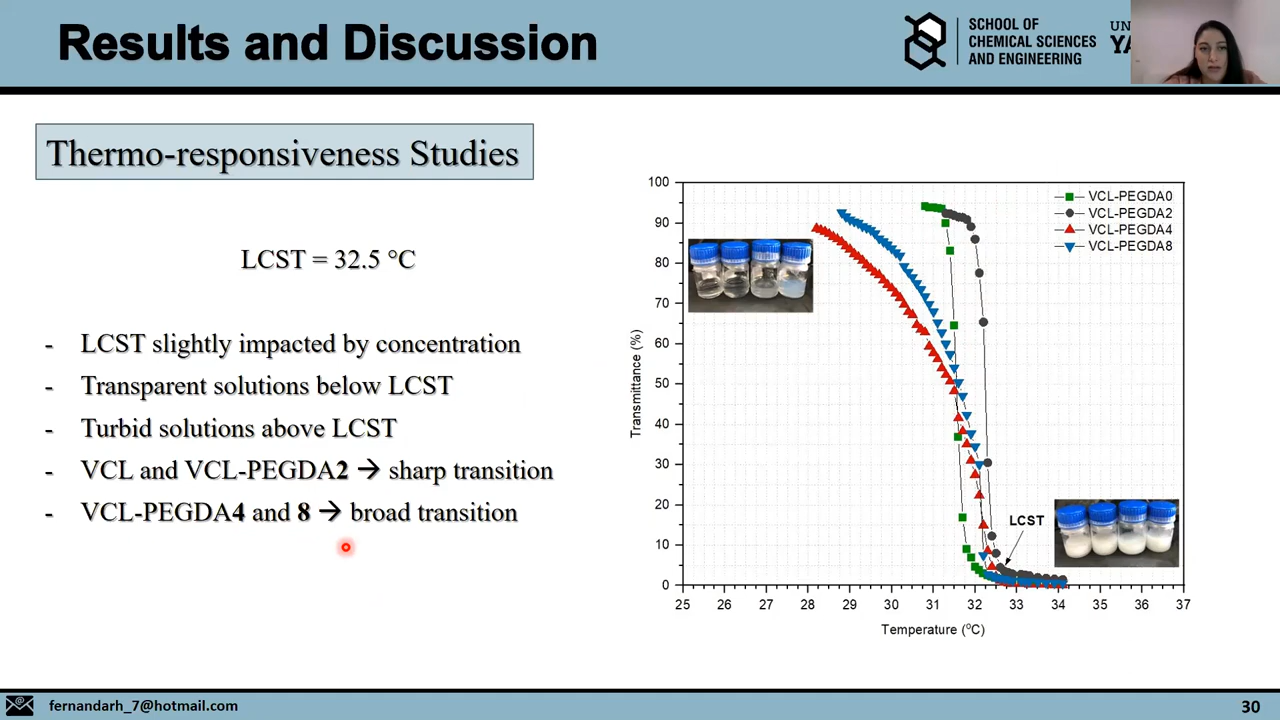 Results and Discussion
SCHOOL OF
CHEMICAL SCIENCES
AND ENGINEERING
UN
YA
Thermo-responsiveness Studies
LCST = 32.5 °C
- LCST slightly impacted by concentration
- Transparent solutions below LCST
- Turbid solutions above LCST
- VCL and VCL-PEGDA2 → sharp transition
- VCL-PEGDA4 and 8 → broad transition
VCL-PEGDA0
VCL-PEGDA2
VCL-PEGDA4
VCL-PEGDA8
Transmittance (%)
100
90
80
70
60
50
40
30
20
10
0
LCST
25 26 27 28 29 30 31 32 33 34 35 36 37
Temperature (°C)
fernandarh_7@hotmail.com
30